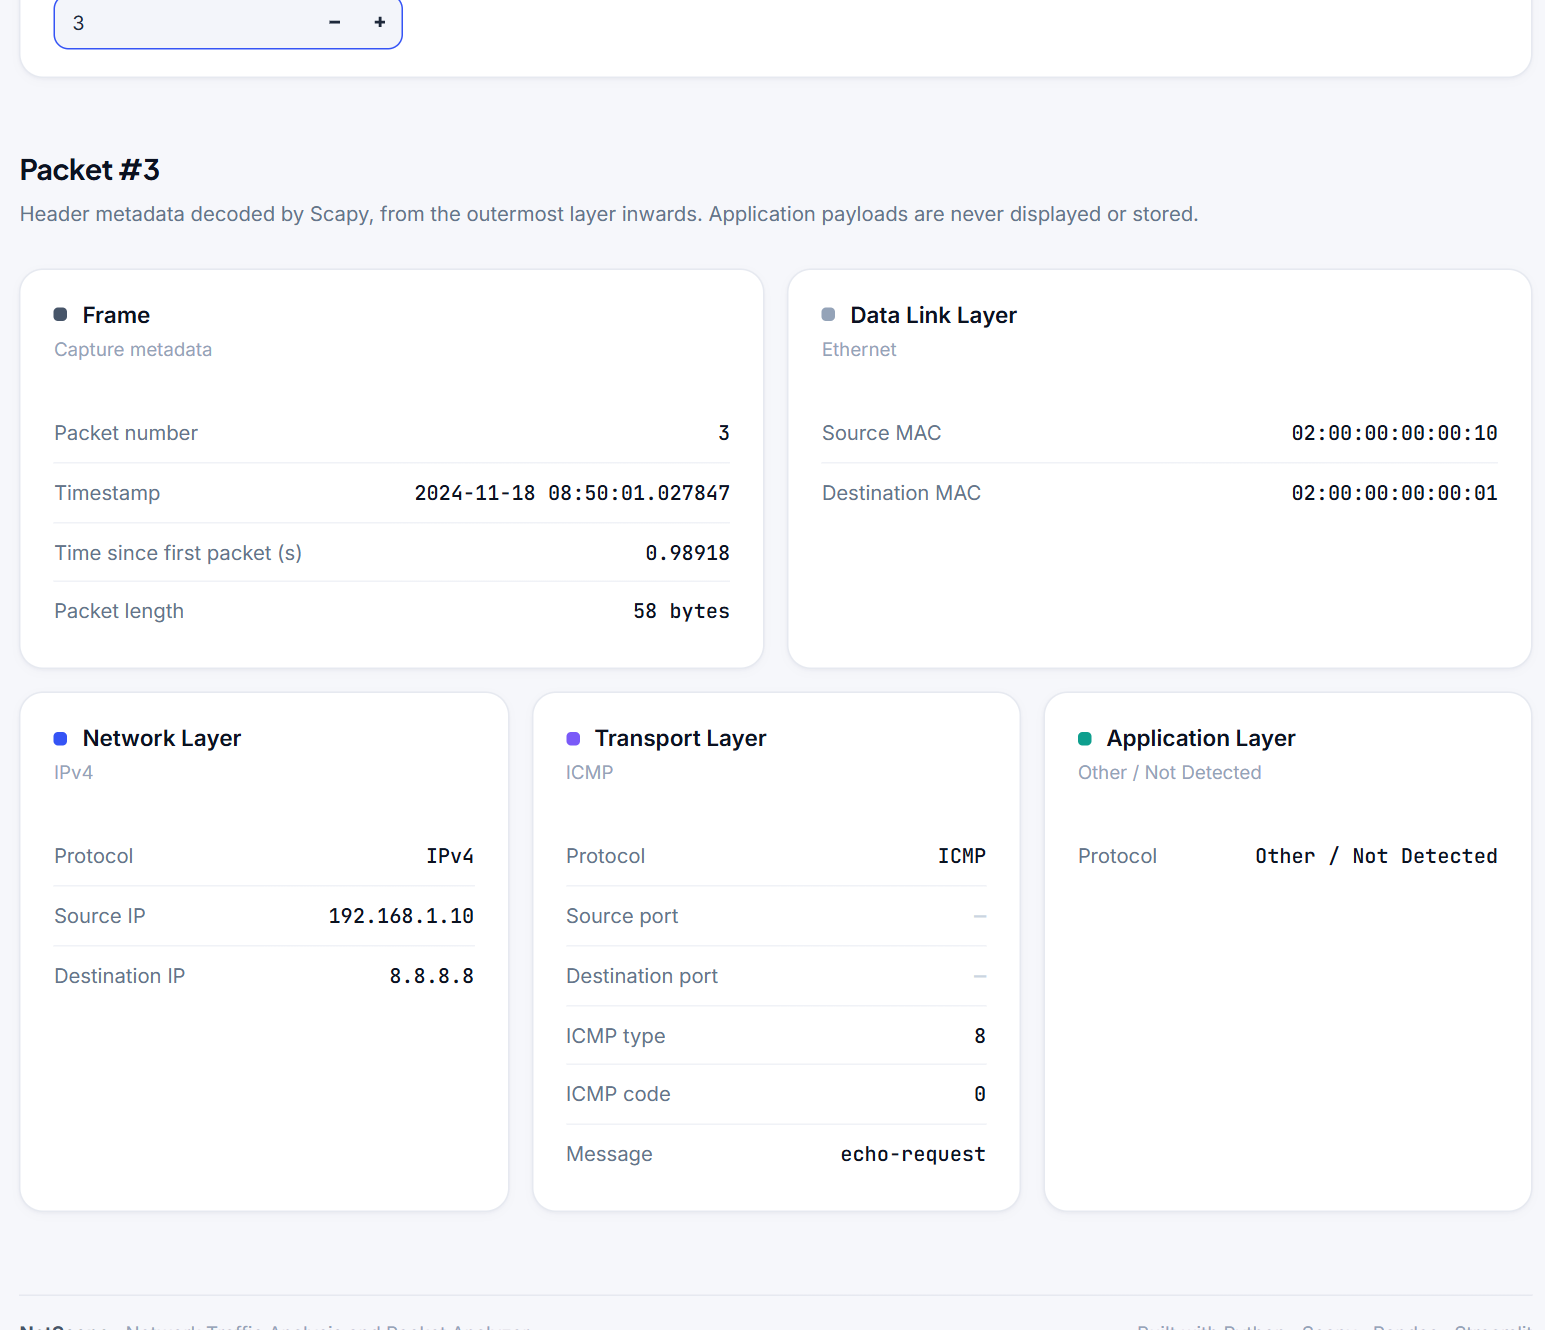 3 − +
Packet #3
Header metadata decoded by Scapy, from the outermost layer inwards. Application payloads are never displayed or stored.
Frame
Capture metadata
Packet number 3
Timestamp 2024-11-18 08:50:01.027847
Time since first packet (s) 0.98918
Packet length 58 bytes
Data Link Layer
Ethernet
Source MAC 02:00:00:00:00:10
Destination MAC 02:00:00:00:00:01
Network Layer
IPv4
Protocol IPv4
Source IP 192.168.1.10
Destination IP 8.8.8.8
Transport Layer
ICMP
Protocol ICMP
Source port —
Destination port —
ICMP type 8
ICMP code 0
Message echo-request
Application Layer
Other / Not Detected
Protocol Other / Not Detected